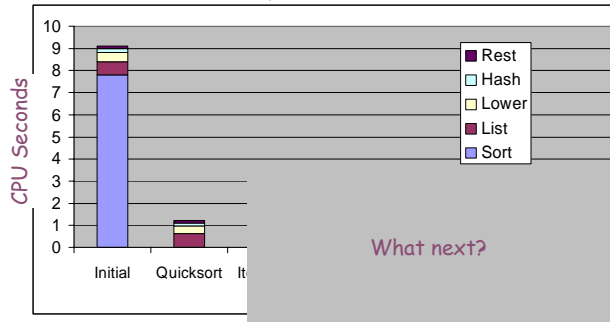 10
9
8
7
6
5
4
3
2
1
0
CPU Seconds
Rest
Hash
Lower
List
Sort
What next?
Initial Quicksort